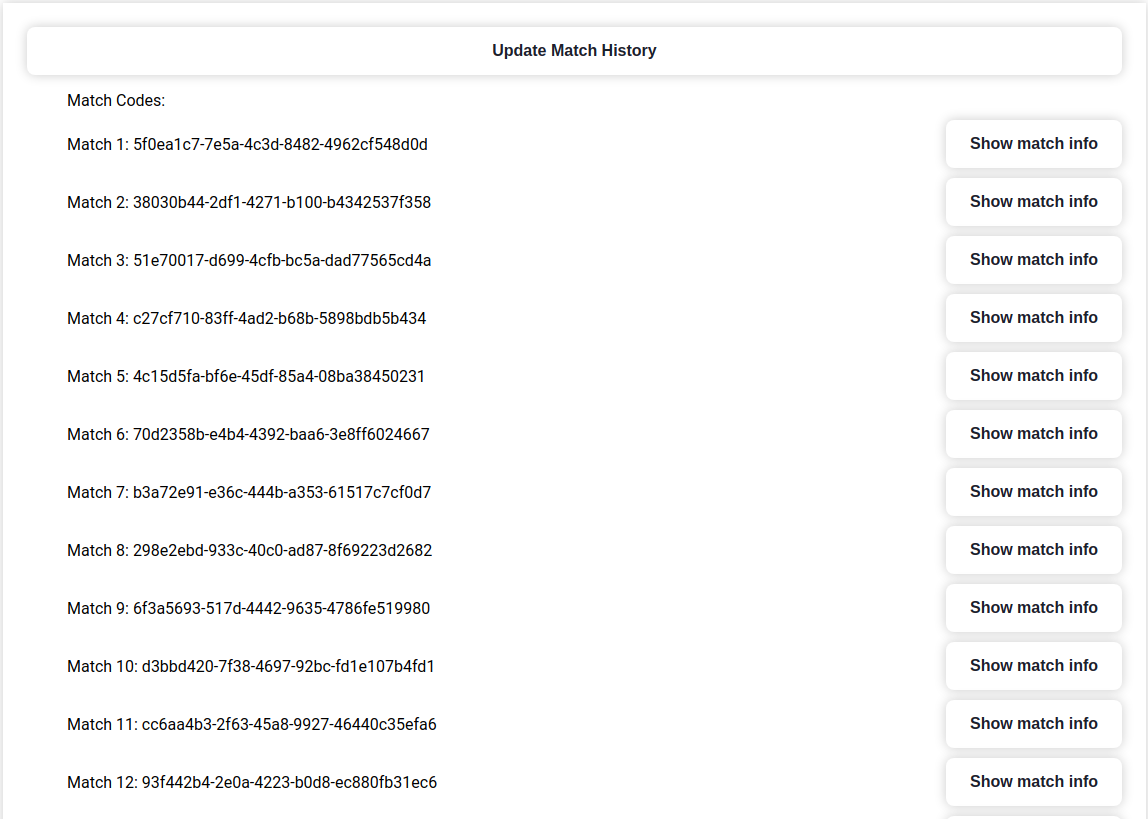 Update Match History
Match Codes:
Match 1: 5f0ea1c7-7e5a-4c3d-8482-4962cf548d0d Show match info
Match 2: 38030b44-2df1-4271-b100-b4342537f358 Show match info
Match 3: 51e70017-d699-4cfb-bc5a-dad77565cd4a Show match info
Match 4: c27cf710-83ff-4ad2-b68b-5898bdb5b434 Show match info
Match 5: 4c15d5fa-bf6e-45df-85a4-08ba38450231 Show match info
Match 6: 70d2358b-e4b4-4392-baa6-3e8ff6024667 Show match info
Match 7: b3a72e91-e36c-444b-a353-61517c7cf0d7 Show match info
Match 8: 298e2ebd-933c-40c0-ad87-8f69223d2682 Show match info
Match 9: 6f3a5693-517d-4442-9635-4786fe519980 Show match info
Match 10: d3bbd420-7f38-4697-92bc-fd1e107b4fd1 Show match info
Match 11: cc6aa4b3-2f63-45a8-9927-46440c35efa6 Show match info
Match 12: 93f442b4-2e0a-4223-b0d8-ec880fb31ec6 Show match info